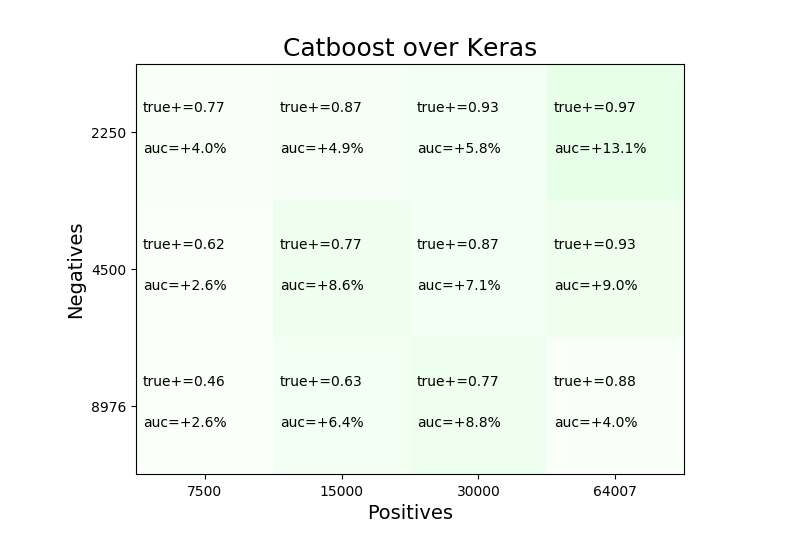 Catboost over Keras
true+=0.77 true+=0.87 true+=0.93 true+=0.97
2250
auc=+4.0% auc=+4.9% auc=+5.8% auc=+13.1%
true+=0.62 true+=0.77 true+=0.87 true+=0.93
Negatives
4500
auc=+2.6% auc=+8.6% auc=+7.1% auc=+9.0%
true+=0.46 true+=0.63 true+=0.77 true+=0.88
8976
auc=+2.6% auc=+6.4% auc=+8.8% auc=+4.0%
7500 15000 30000 64007
Positives